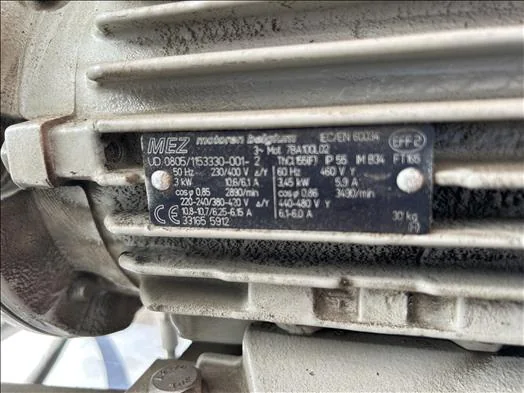 MEZ motoren belgium IEC/EN 60034 EFF2
3~ Mot. 7BA100L02
UD 0805/1153330-001-2 ThCl.155(F) IP 55 IM B34 FT165
50 Hz 230/400 V Δ/Y 60 Hz 460 V Y
3 kW 10,6/6,1 A 3,45 kW 5,9 A
cos φ 0,85 2890/min cos φ 0,86 3490/min
220-240/380-420 V Δ/Y 440-480 V Y
10,8-10,7/6,25-6,15 A 6,1-6,0 A 30 kg
33165 5912